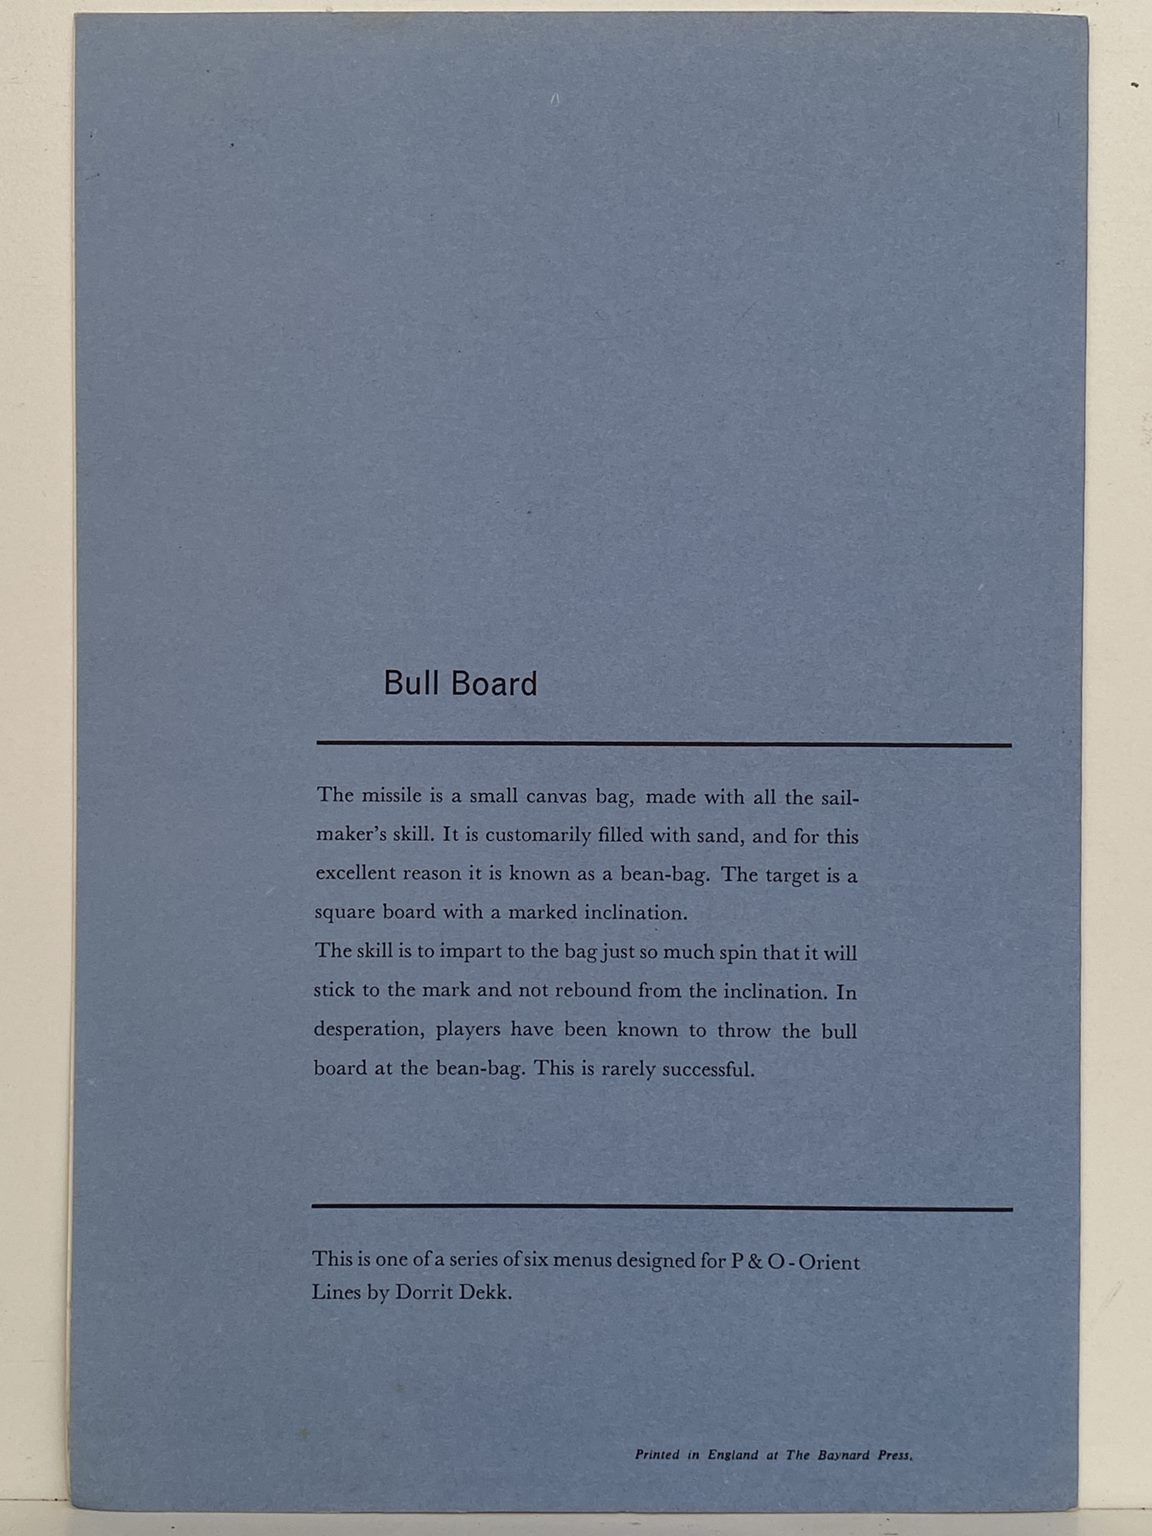 Bull Board
The missile is a small canvas bag, made with all the sail-
maker's skill. It is customarily filled with sand, and for this
excellent reason it is known as a bean-bag. The target is a
square board with a marked inclination.
The skill is to impart to the bag just so much spin that it will
stick to the mark and not rebound from the inclination. In
desperation, players have been known to throw the bull
board at the bean-bag. This is rarely successful.
This is one of a series of six menus designed for P & O - Orient
Lines by Dorrit Dekk.
Printed in England at The Baynard Press.